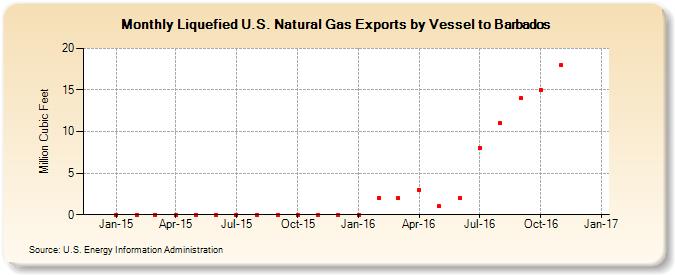 Monthly Liquefied U.S. Natural Gas Exports by Vessel to Barbados
Million Cubic Feet
20
15
10
5
0
Jan-15 Apr-15 Jul-15 Oct-15 Jan-16 Apr-16 Jul-16 Oct-16 Jan-17
Source: U.S. Energy Information Administration